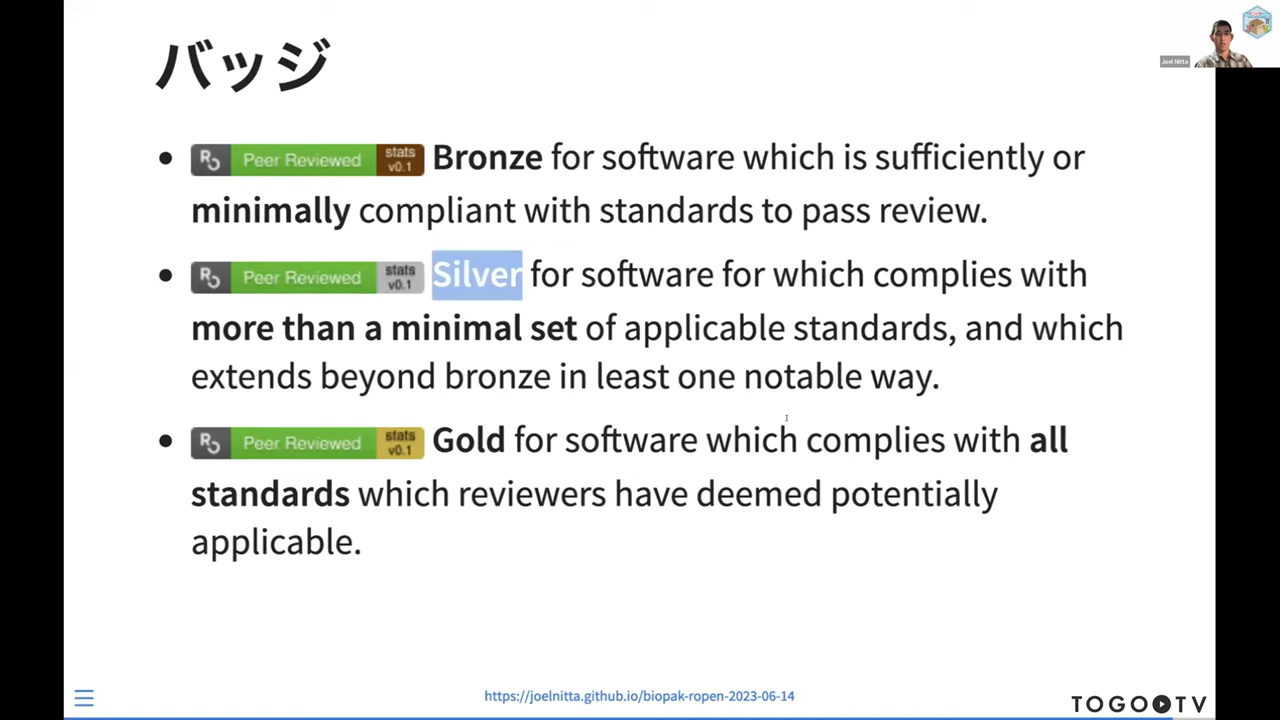 バッジ
Joel Nitta
Peer Reviewed stats v0.1 Bronze for software which is sufficiently or
minimally compliant with standards to pass review.
Peer Reviewed stats v0.1 Silver for software for which complies with
more than a minimal set of applicable standards, and which
extends beyond bronze in least one notable way.
Peer Reviewed stats v0.1 Gold for software which complies with all
standards which reviewers have deemed potentially
applicable.
https://joelnitta.github.io/biopak-ropen-2023-06-14
TOGO TV